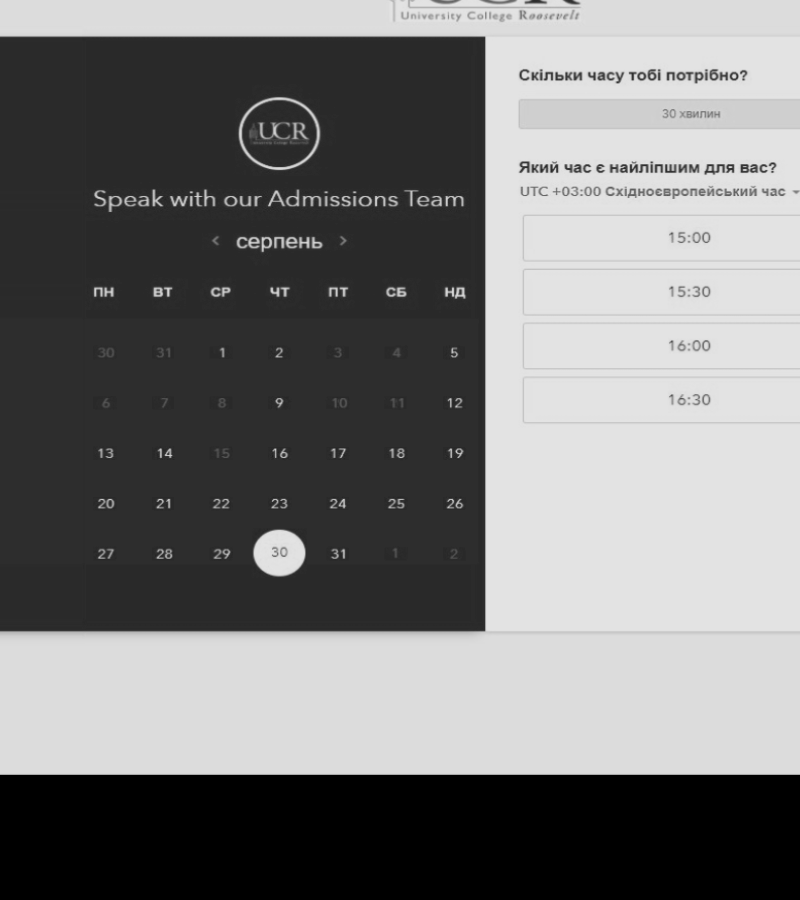 University College Roosevelt
UCR
Speak with our Admissions Team
< серпень >
ПН ВТ СР ЧТ ПТ СБ НД
30 31 1 2 3 4 5
6 7 8 9 10 11 12
13 14 15 16 17 18 19
20 21 22 23 24 25 26
27 28 29 30 31 1 2
Скільки часу тобі потрібно?
30 хвилин
Який час є найліпшим для вас?
UTC +03:00 Східноєвропейський час
15:00
15:30
16:00
16:30